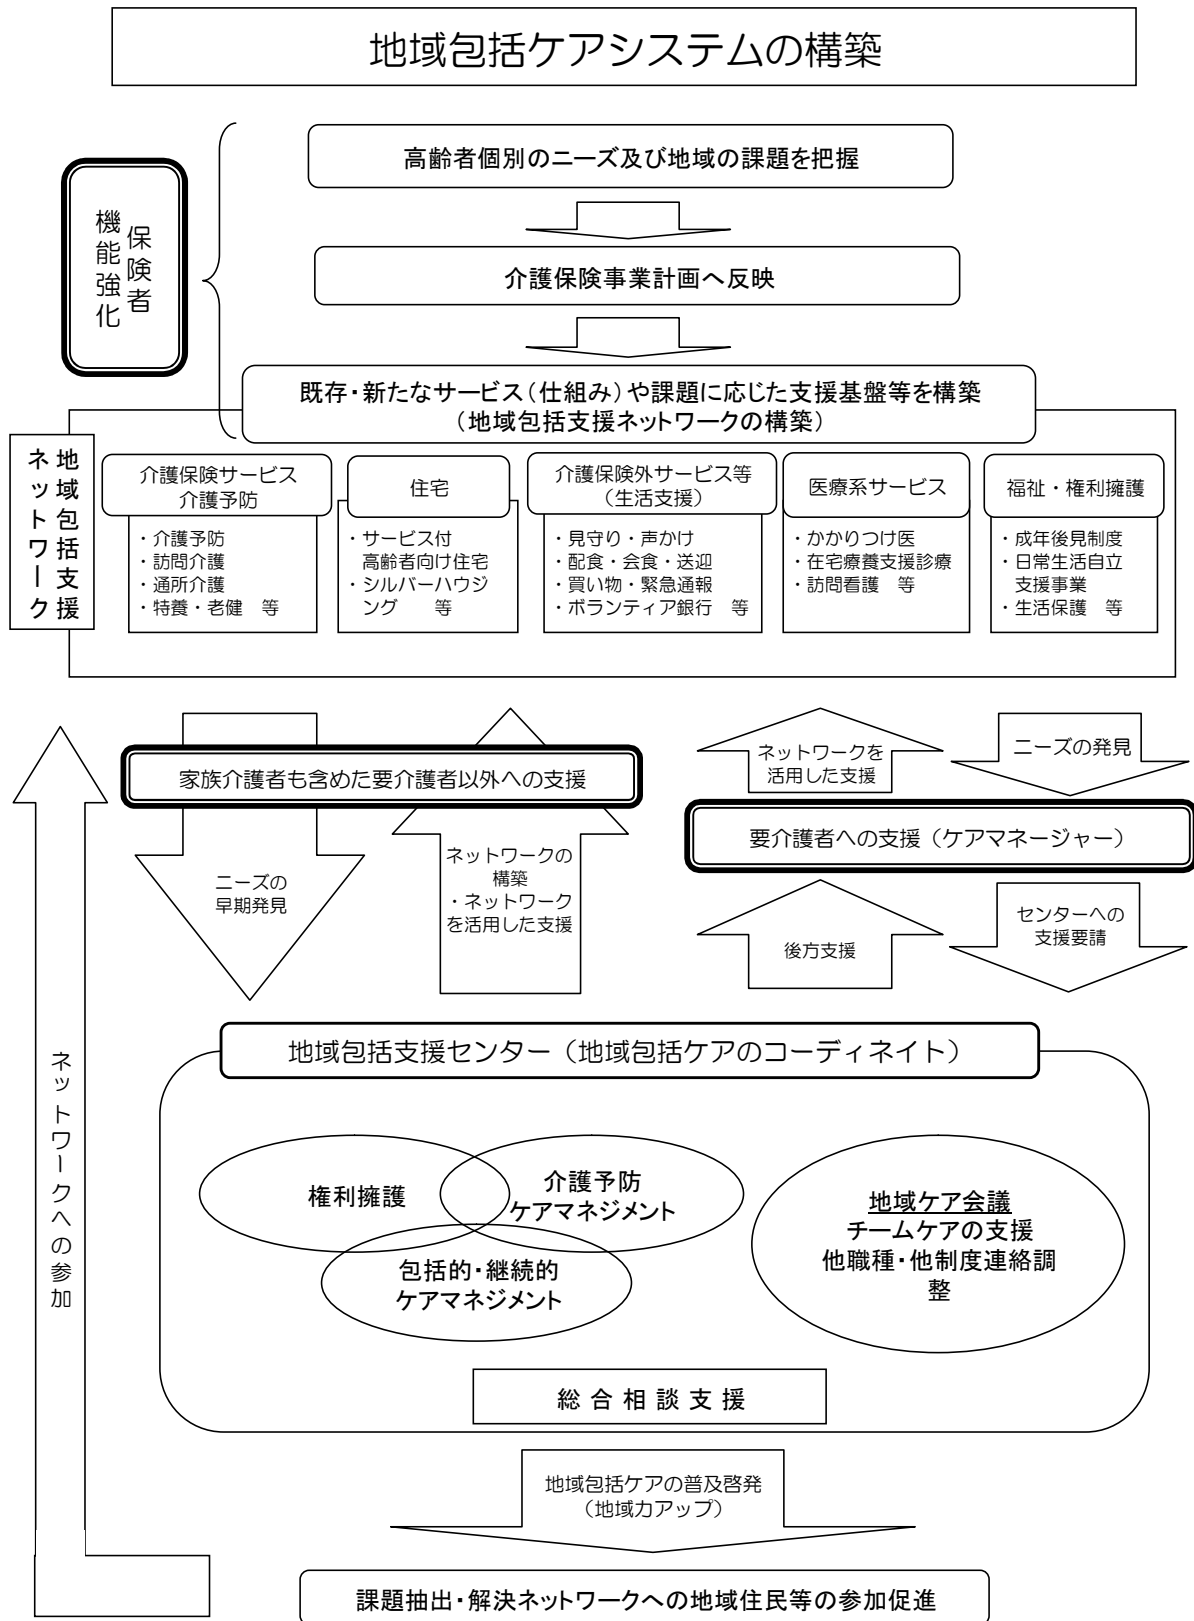 地域包括ケアシステムの構築
高齢者個別のニーズ及び地域の課題を把握
保険者
機能強化
介護保険事業計画へ反映
既存・新たなサービス（仕組み）や課題に応じた支援基盤等を構築
（地域包括支援ネットワークの構築）
地域包括支援
ネットワーク
介護保険サービス
介護予防
・介護予防
・訪問介護
・通所介護
・特養・老健　等
住宅
・サービス付
高齢者向け住宅
・シルバーハウジ
ング　　等
介護保険外サービス等
（生活支援）
・見守り・声かけ
・配食・会食・送迎
・買い物・緊急通報
・ボランティア銀行　等
医療系サービス
・かかりつけ医
・在宅療養支援診療
・訪問看護　等
福祉・権利擁護
・成年後見制度
・日常生活自立
支援事業
・生活保護　等
家族介護者も含めた要介護者以外への支援
ニーズの
早期発見
ネットワークの
構築
・ネットワーク
を活用した支援
ネットワークを
活用した支援
ニーズの発見
要介護者への支援（ケアマネージャー）
後方支援
センターへの
支援要請
ネットワークへの参加
地域包括支援センター（地域包括ケアのコーディネイト）
権利擁護
介護予防
ケアマネジメント
包括的・継続的
ケアマネジメント
地域ケア会議
チームケアの支援
他職種・他制度連絡調
整
総合相談支援
地域包括ケアの普及啓発
（地域力アップ）
課題抽出・解決ネットワークへの地域住民等の参加促進